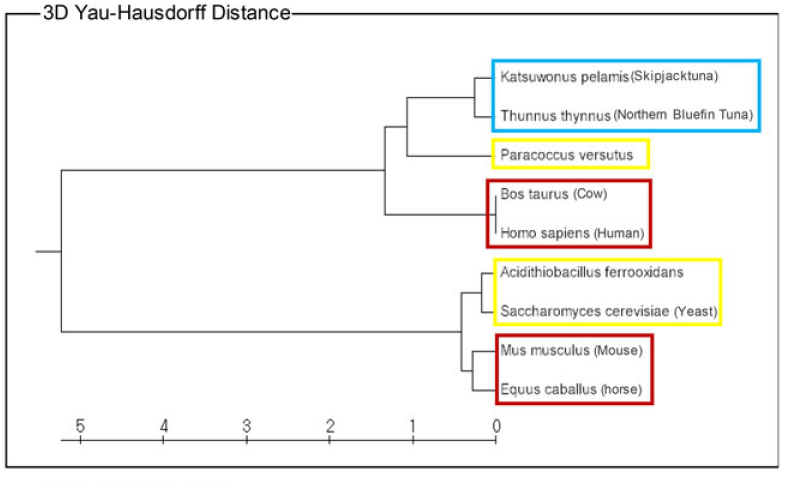 3D Yau-Hausdorff Distance
Katsuwonus pelamis (Skipjacktuna)
Thunnus thynnus (Northern Bluefin Tuna)
Paracoccus versutus
Bos taurus (Cow)
Homo sapiens (Human)
Acidithiobacillus ferrooxidans
Saccharomyces cerevisiae (Yeast)
Mus musculus (Mouse)
Equus caballus (horse)
5 4 3 2 1 0